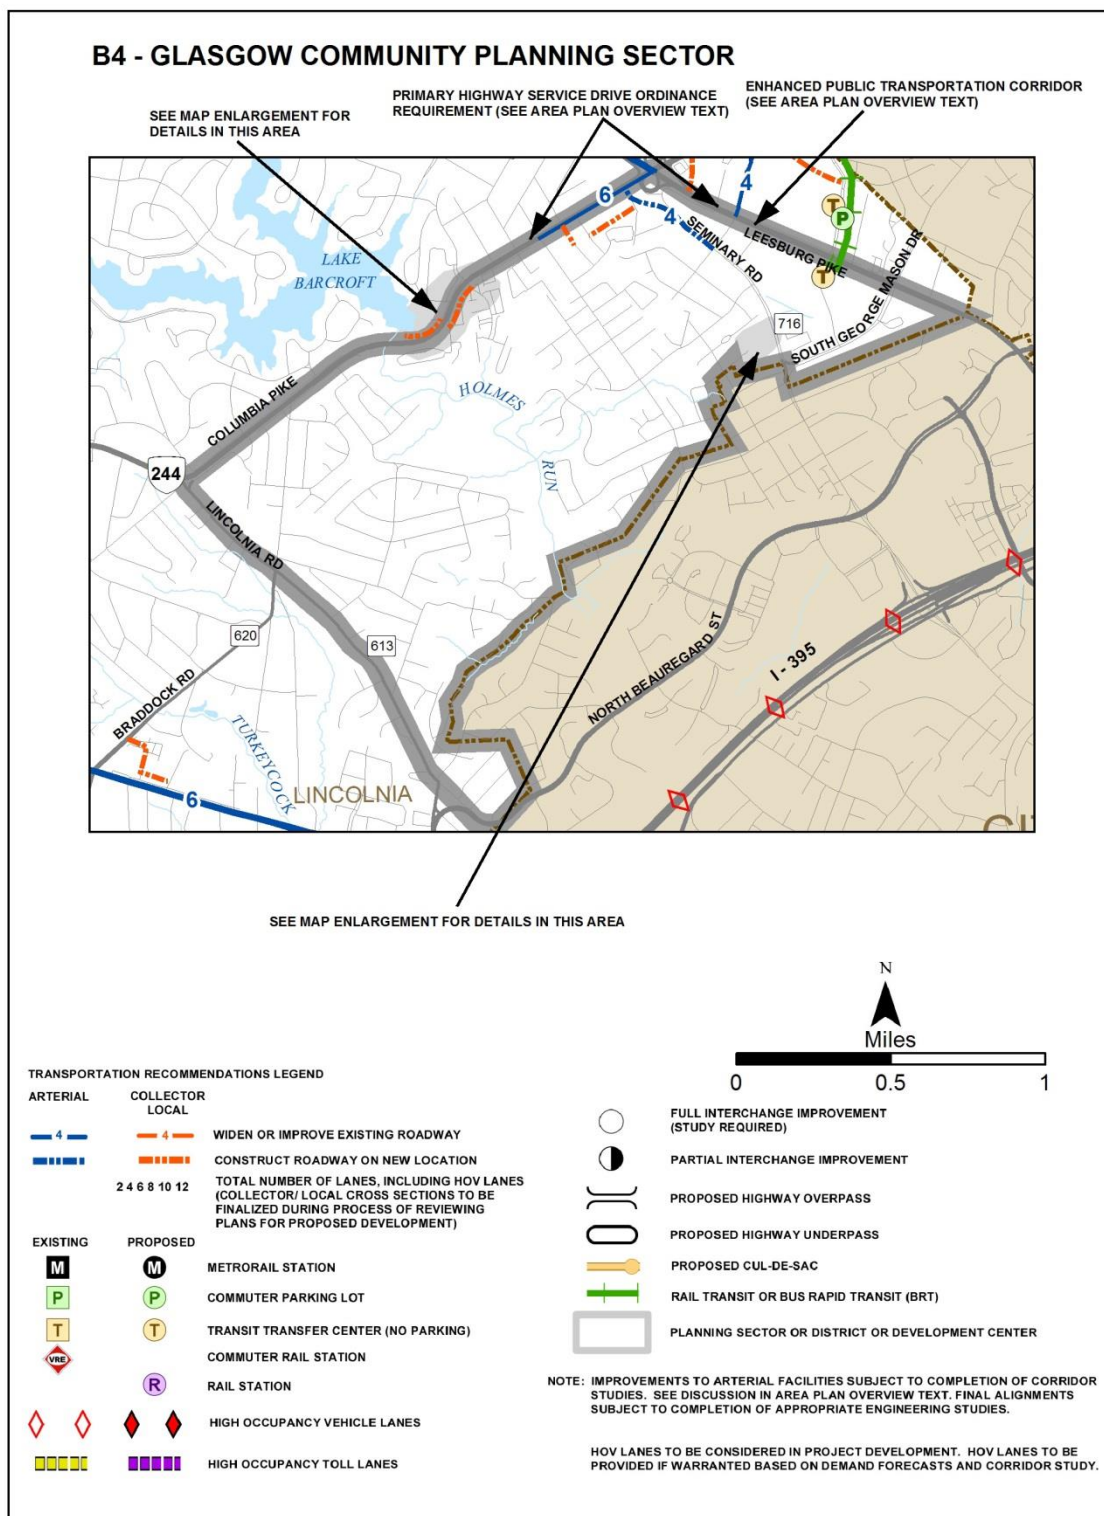 B4 - GLASGOW COMMUNITY PLANNING SECTOR
SEE MAP ENLARGEMENT FOR
DETAILS IN THIS AREA
PRIMARY HIGHWAY SERVICE DRIVE ORDINANCE
REQUIREMENT (SEE AREA PLAN OVERVIEW TEXT)
ENHANCED PUBLIC TRANSPORTATION CORRIDOR
(SEE AREA PLAN OVERVIEW TEXT)
6
4
4
T
P
T
SEMINARY RD
LEESBURG PIKE
SOUTH GEORGE MASON DR
716
LAKE
BARCROFT
HOLMES
RUN
COLUMBIA PIKE
244
LINCOLNIA RD
620
613
BRADDOCK RD
TURKEYCOCK
6
LINCOLNIA
NORTH BEAUREGARD ST
I - 395
SEE MAP ENLARGEMENT FOR DETAILS IN THIS AREA
N
Miles
0 0.5 1
TRANSPORTATION RECOMMENDATIONS LEGEND
ARTERIAL COLLECTOR
LOCAL
4 4 WIDEN OR IMPROVE EXISTING ROADWAY
CONSTRUCT ROADWAY ON NEW LOCATION
2 4 6 8 10 12 TOTAL NUMBER OF LANES, INCLUDING HOV LANES
(COLLECTOR/ LOCAL CROSS SECTIONS TO BE
FINALIZED DURING PROCESS OF REVIEWING
PLANS FOR PROPOSED DEVELOPMENT)
EXISTING PROPOSED
M M METRORAIL STATION
P P COMMUTER PARKING LOT
T T TRANSIT TRANSFER CENTER (NO PARKING)
VRE COMMUTER RAIL STATION
R RAIL STATION
HIGH OCCUPANCY VEHICLE LANES
HIGH OCCUPANCY TOLL LANES
FULL INTERCHANGE IMPROVEMENT
(STUDY REQUIRED)
PARTIAL INTERCHANGE IMPROVEMENT
PROPOSED HIGHWAY OVERPASS
PROPOSED HIGHWAY UNDERPASS
PROPOSED CUL-DE-SAC
RAIL TRANSIT OR BUS RAPID TRANSIT (BRT)
PLANNING SECTOR OR DISTRICT OR DEVELOPMENT CENTER
NOTE: IMPROVEMENTS TO ARTERIAL FACILITIES SUBJECT TO COMPLETION OF CORRIDOR
STUDIES. SEE DISCUSSION IN AREA PLAN OVERVIEW TEXT. FINAL ALIGNMENTS
SUBJECT TO COMPLETION OF APPROPRIATE ENGINEERING STUDIES.
HOV LANES TO BE CONSIDERED IN PROJECT DEVELOPMENT. HOV LANES TO BE
PROVIDED IF WARRANTED BASED ON DEMAND FORECASTS AND CORRIDOR STUDY.